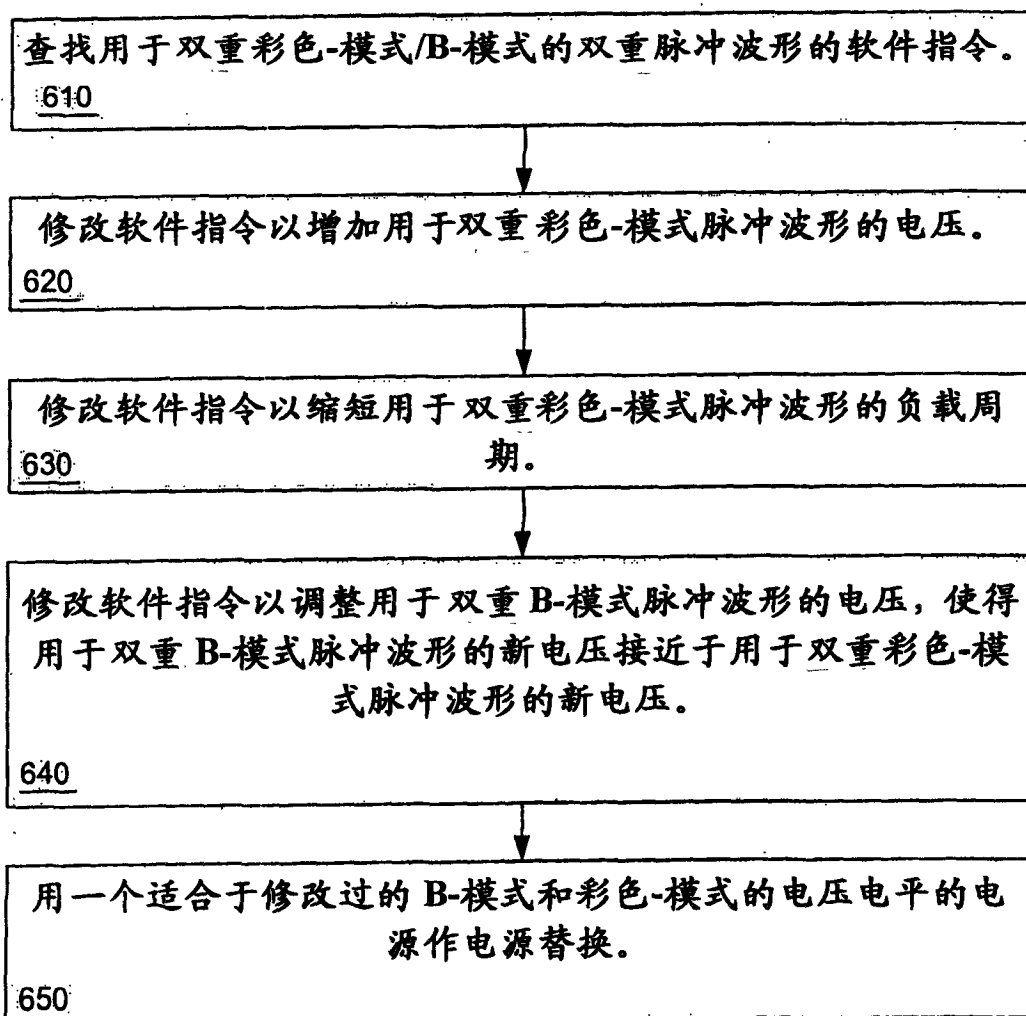 查找用于双重彩色-模式/B-模式的双重脉冲波形的软件指令。
610
修改软件指令以增加用于双重彩色-模式脉冲波形的电压。
620
修改软件指令以缩短用于双重彩色-模式脉冲波形的负载周
期。
630
修改软件指令以调整用于双重B-模式脉冲波形的电压，使得
用于双重B-模式脉冲波形的新电压接近于用于双重彩色-模
式脉冲波形的新电压。
640
用一个适合于修改过的B-模式和彩色-模式的电压电平的电
源作电源替换。
650